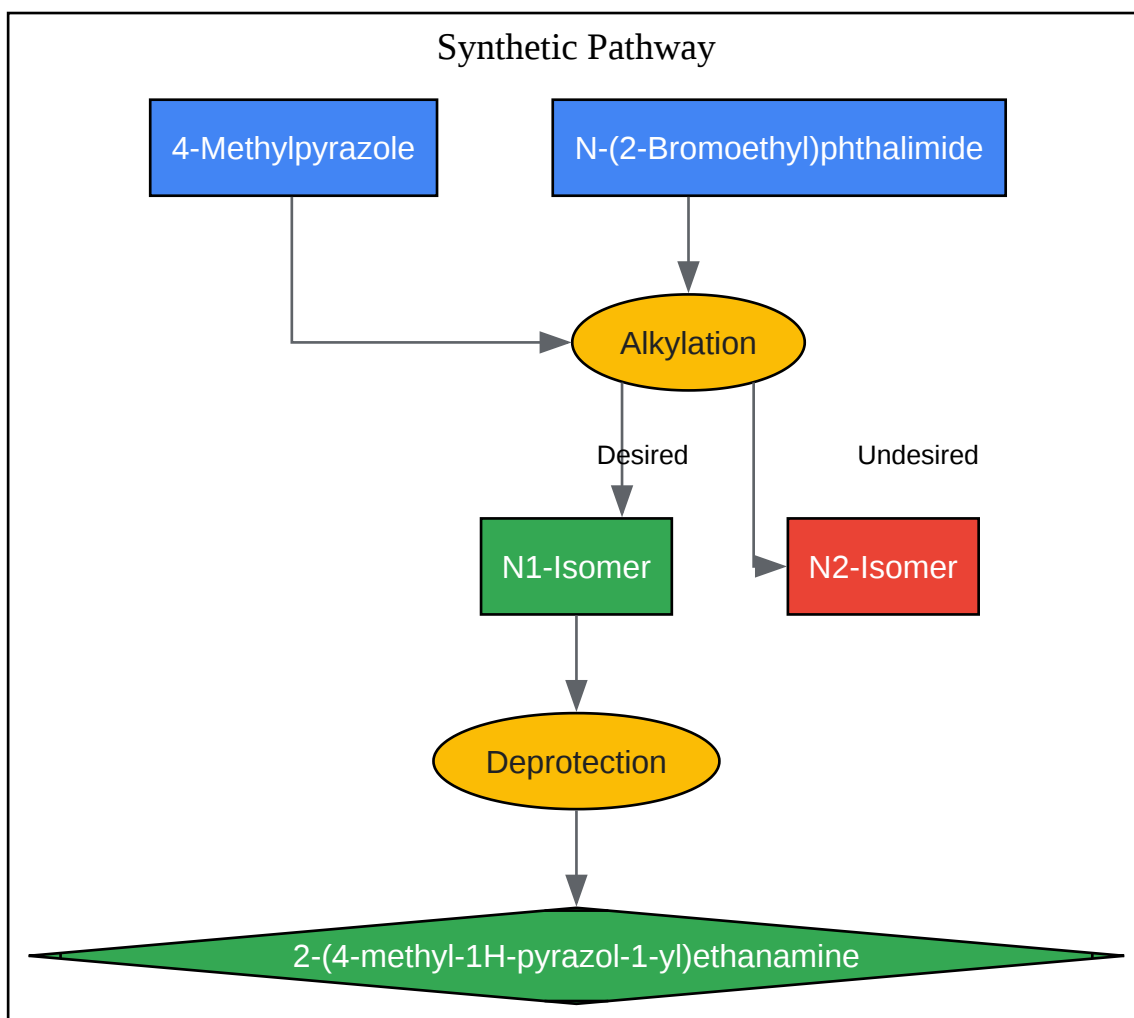 Synthetic Pathway
4-Methylpyrazole
N-(2-Bromoethyl)phthalimide
Alkylation
Desired
Undesired
N1-Isomer
N2-Isomer
Deprotection
2-(4-methyl-1H-pyrazol-1-yl)ethanamine